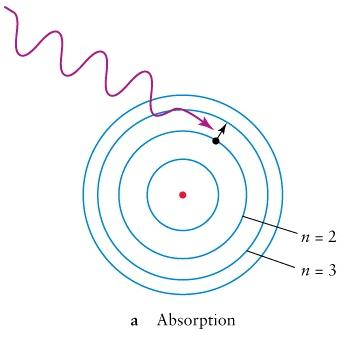 n = 2
n = 3
a Absorption